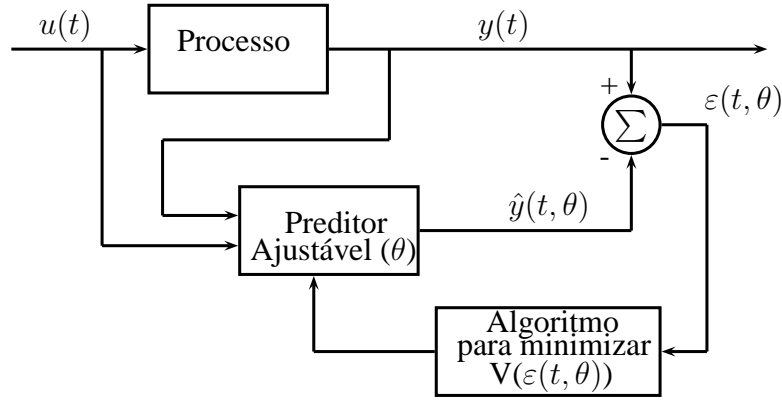 u(t)
Processo
y(t)
+
ε(t, θ)
∑
-
Preditor
Ajustável (θ)
ŷ(t, θ)
Algoritmo
para minimizar
V(ε(t, θ))